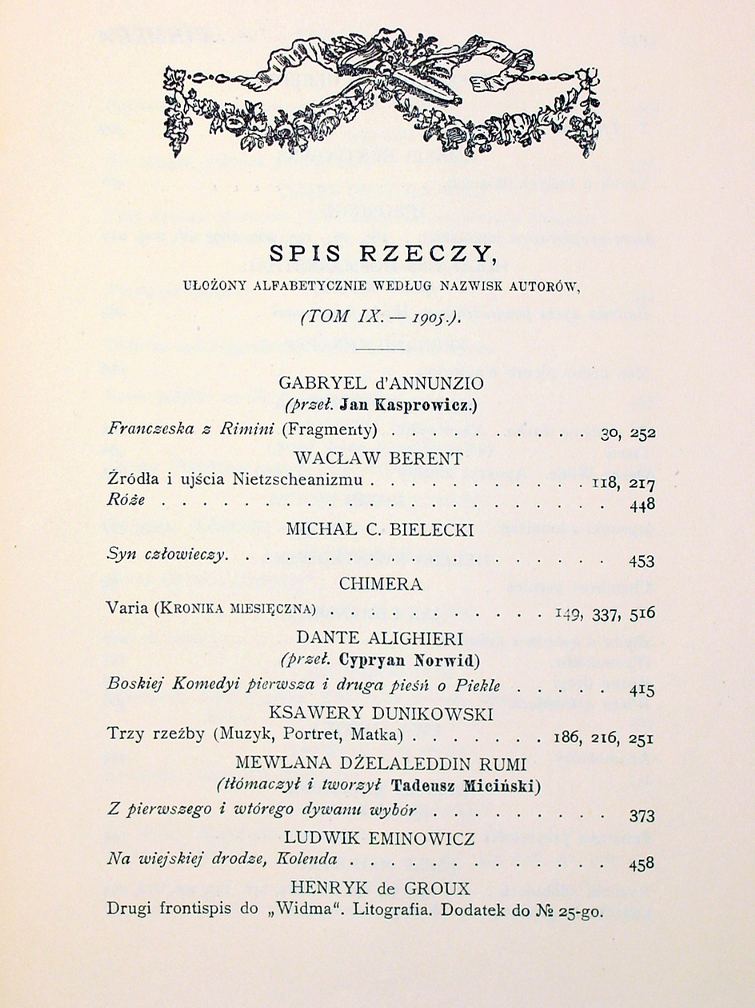 SPIS RZECZY,
UŁOŻONY ALFABETYCZNIE WEDŁUG NAZWISK AUTORÓW,
(TOM IX. — 1905.).
GABRYEL d'ANNUNZIO
(przeł. Jan Kasprowicz.)
Franczeska z Rimini (Fragmenty) . . . . . . . . . . 30, 252
WACŁAW BERENT
Źródła i ujścia Nietzscheanizmu . . . . . . . . . . 118, 217
Róże . . . . . . . . . . . . . . . . . 448
MICHAŁ C. BIELECKI
Syn człowieczy. . . . . . . . . . . . . . . 453
CHIMERA
Varia (KRONIKA MIESIĘCZNA) . . . . . . . . . . 149, 337, 516
DANTE ALIGHIERI
(przeł. Cypryan Norwid)
Boskiej Komedyi pierwsza i druga pieśń o Piekle . . . . . 415
KSAWERY DUNIKOWSKI
Trzy rzeźby (Muzyk, Portret, Matka) . . . . . . . 186, 216, 251
MEWLANA DŻELALEDDIN RUMI
(tłómaczył i tworzył Tadeusz Miciński)
Z pierwszego i wtórego dywanu wybór . . . . . . . . 373
LUDWIK EMINOWICZ
Na wiejskiej drodze, Kolenda . . . . . . . . . . . 458
HENRYK de GROUX
Drugi frontispis do „Widma“. Litografia. Dodatek do № 25-go.